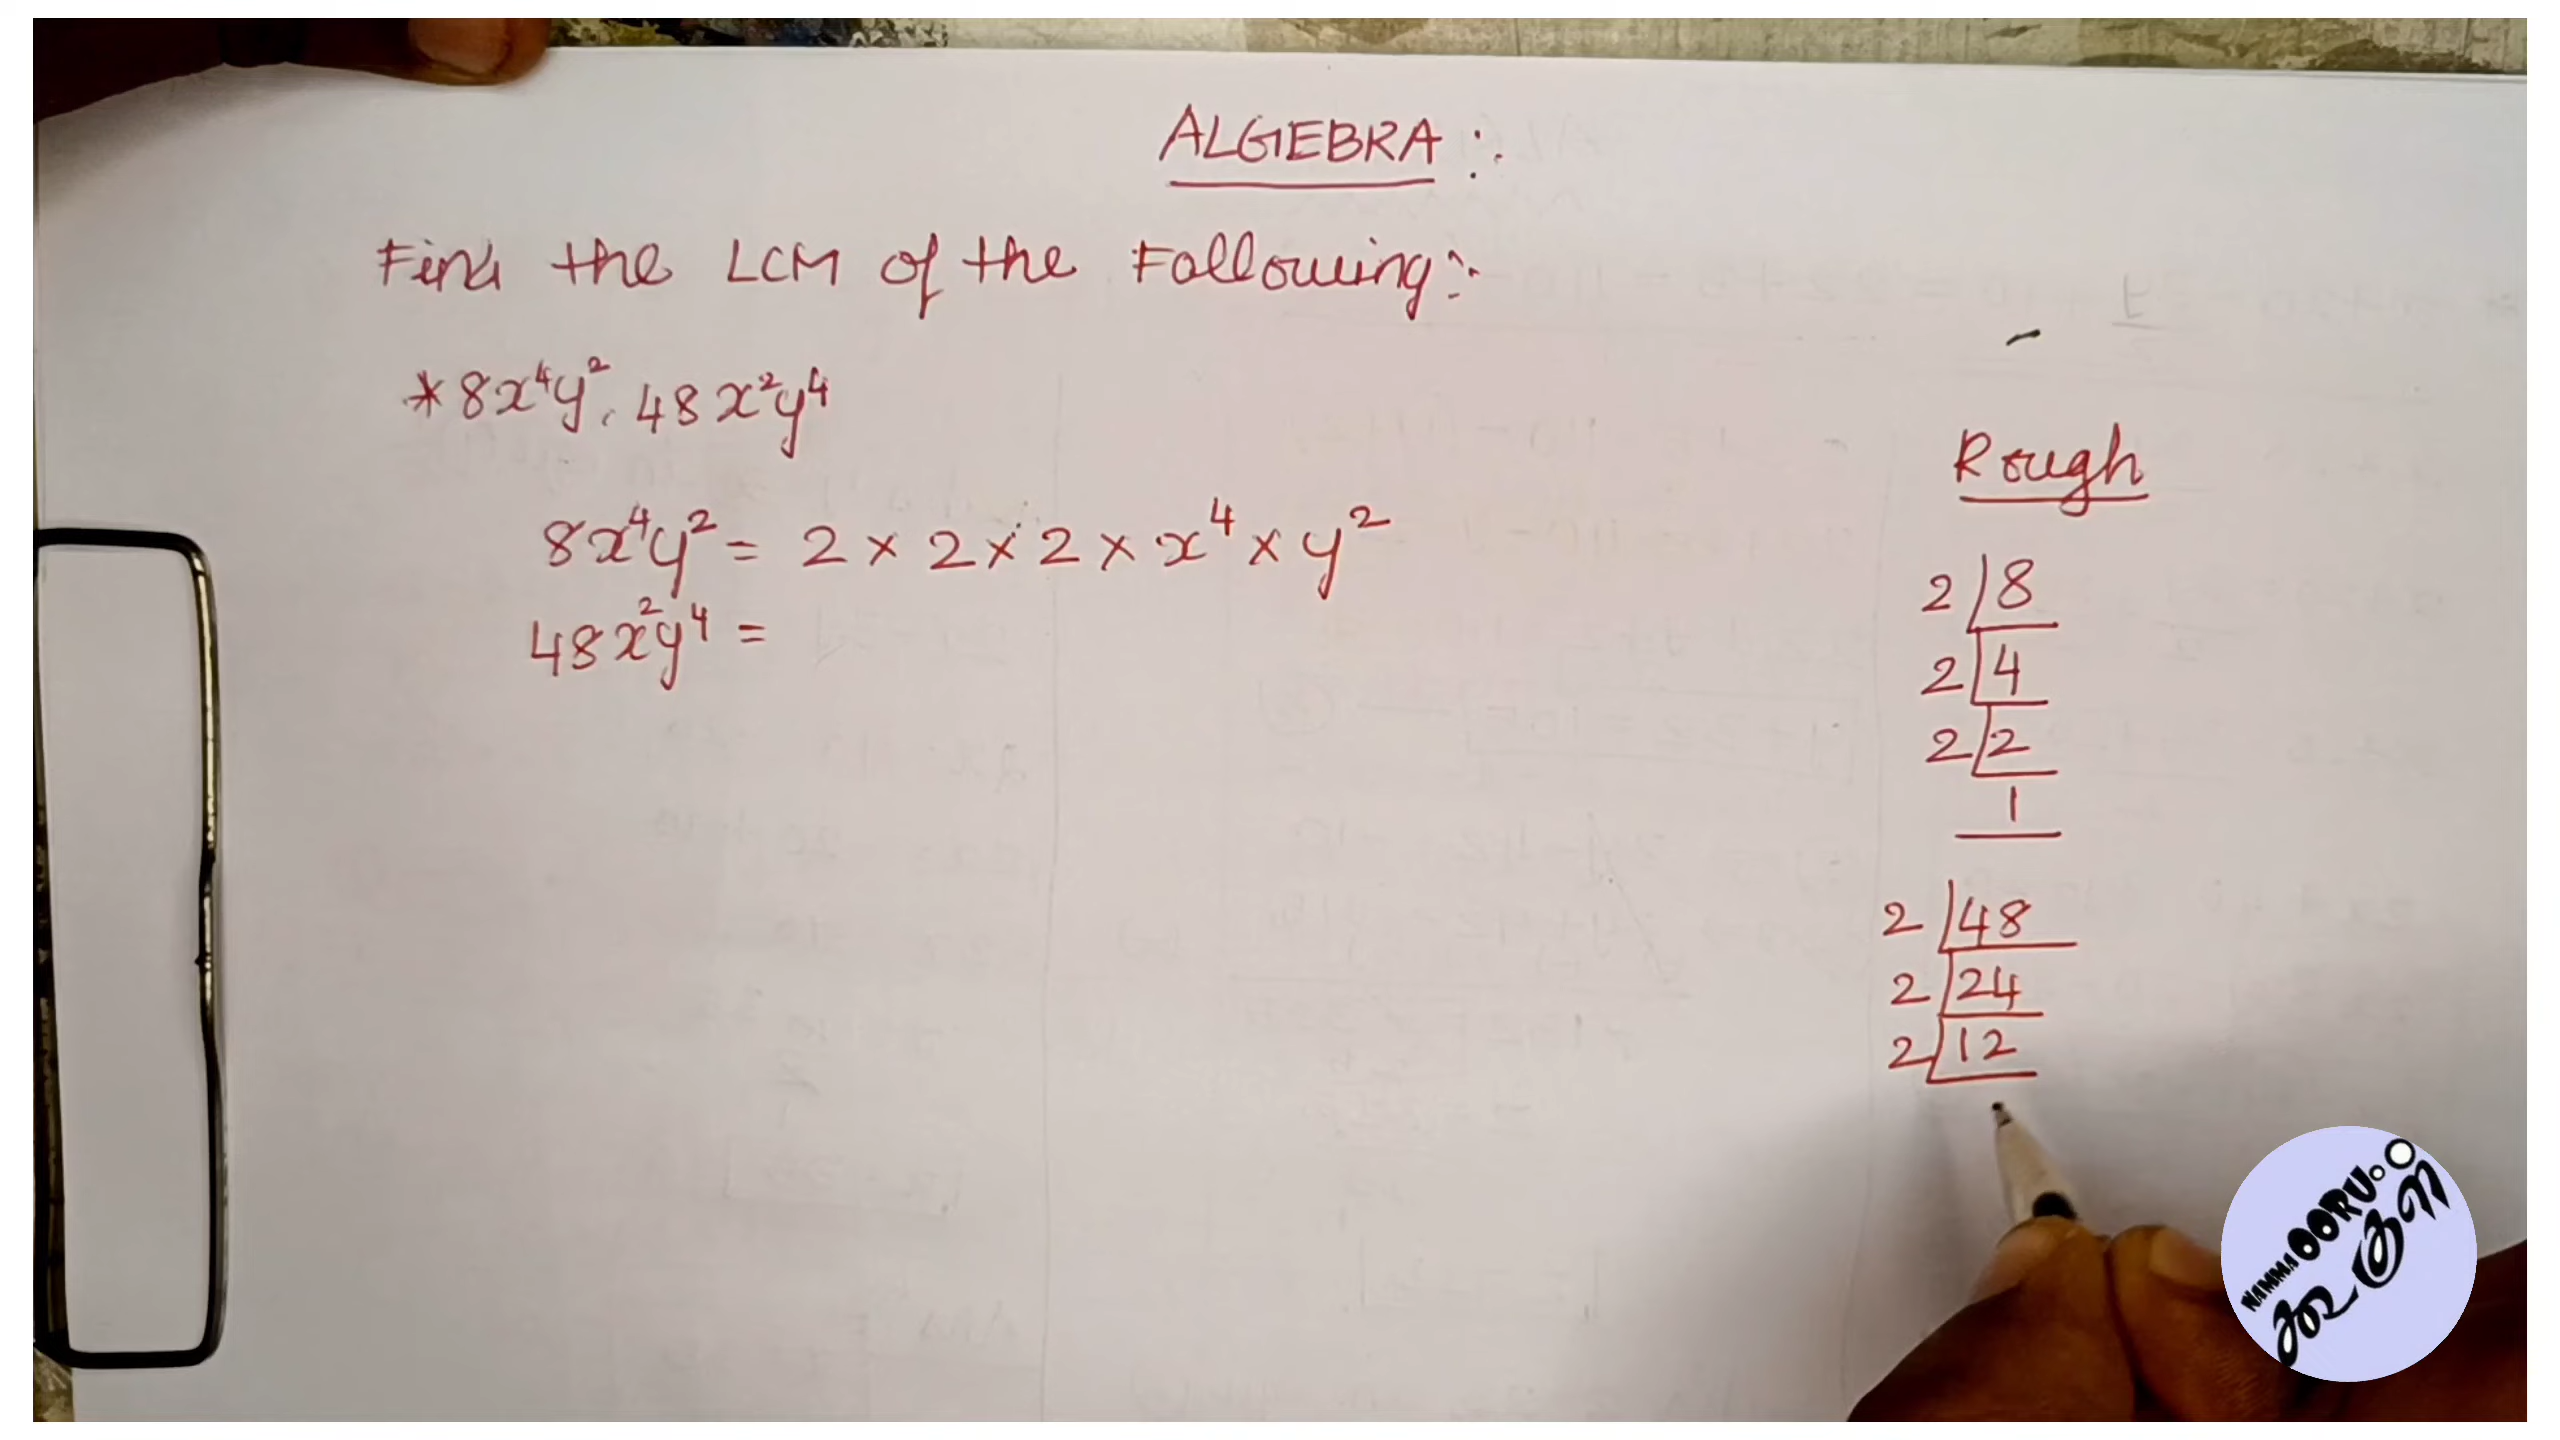 ALGEBRA :-
Find the LCM of the Following:-
*8x⁴y², 48x²y⁴
8x⁴y² = 2 × 2 × 2 × x⁴ × y²
48x²y⁴ =
Rough
2 | 8
2 | 4
2 | 2
1
2 | 48
2 | 24
2 | 12
NAMMA OORU